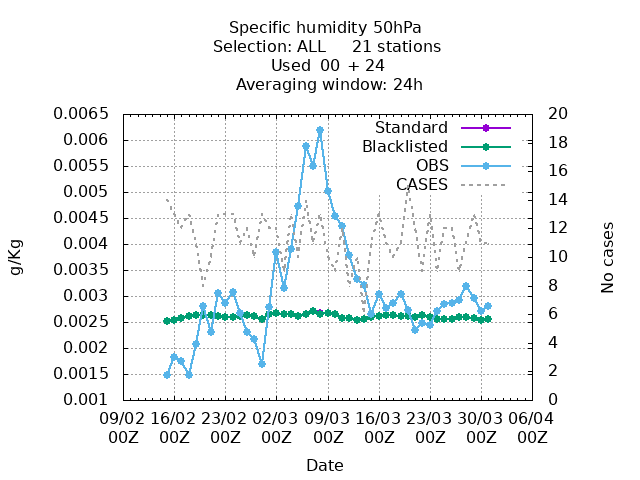 Specific humidity 50hPa
Selection: ALL 21 stations
Used 00 + 24
Averaging window: 24h
Standard
Blacklisted
OBS
CASES
g/Kg
0.0065
0.006
0.0055
0.005
0.0045
0.004
0.0035
0.003
0.0025
0.002
0.0015
0.001
No cases
20
18
16
14
12
10
8
6
4
2
0
09/02 16/02 23/02 02/03 09/03 16/03 23/03 30/03 06/04
00Z 00Z 00Z 00Z 00Z 00Z 00Z 00Z 00Z
Date